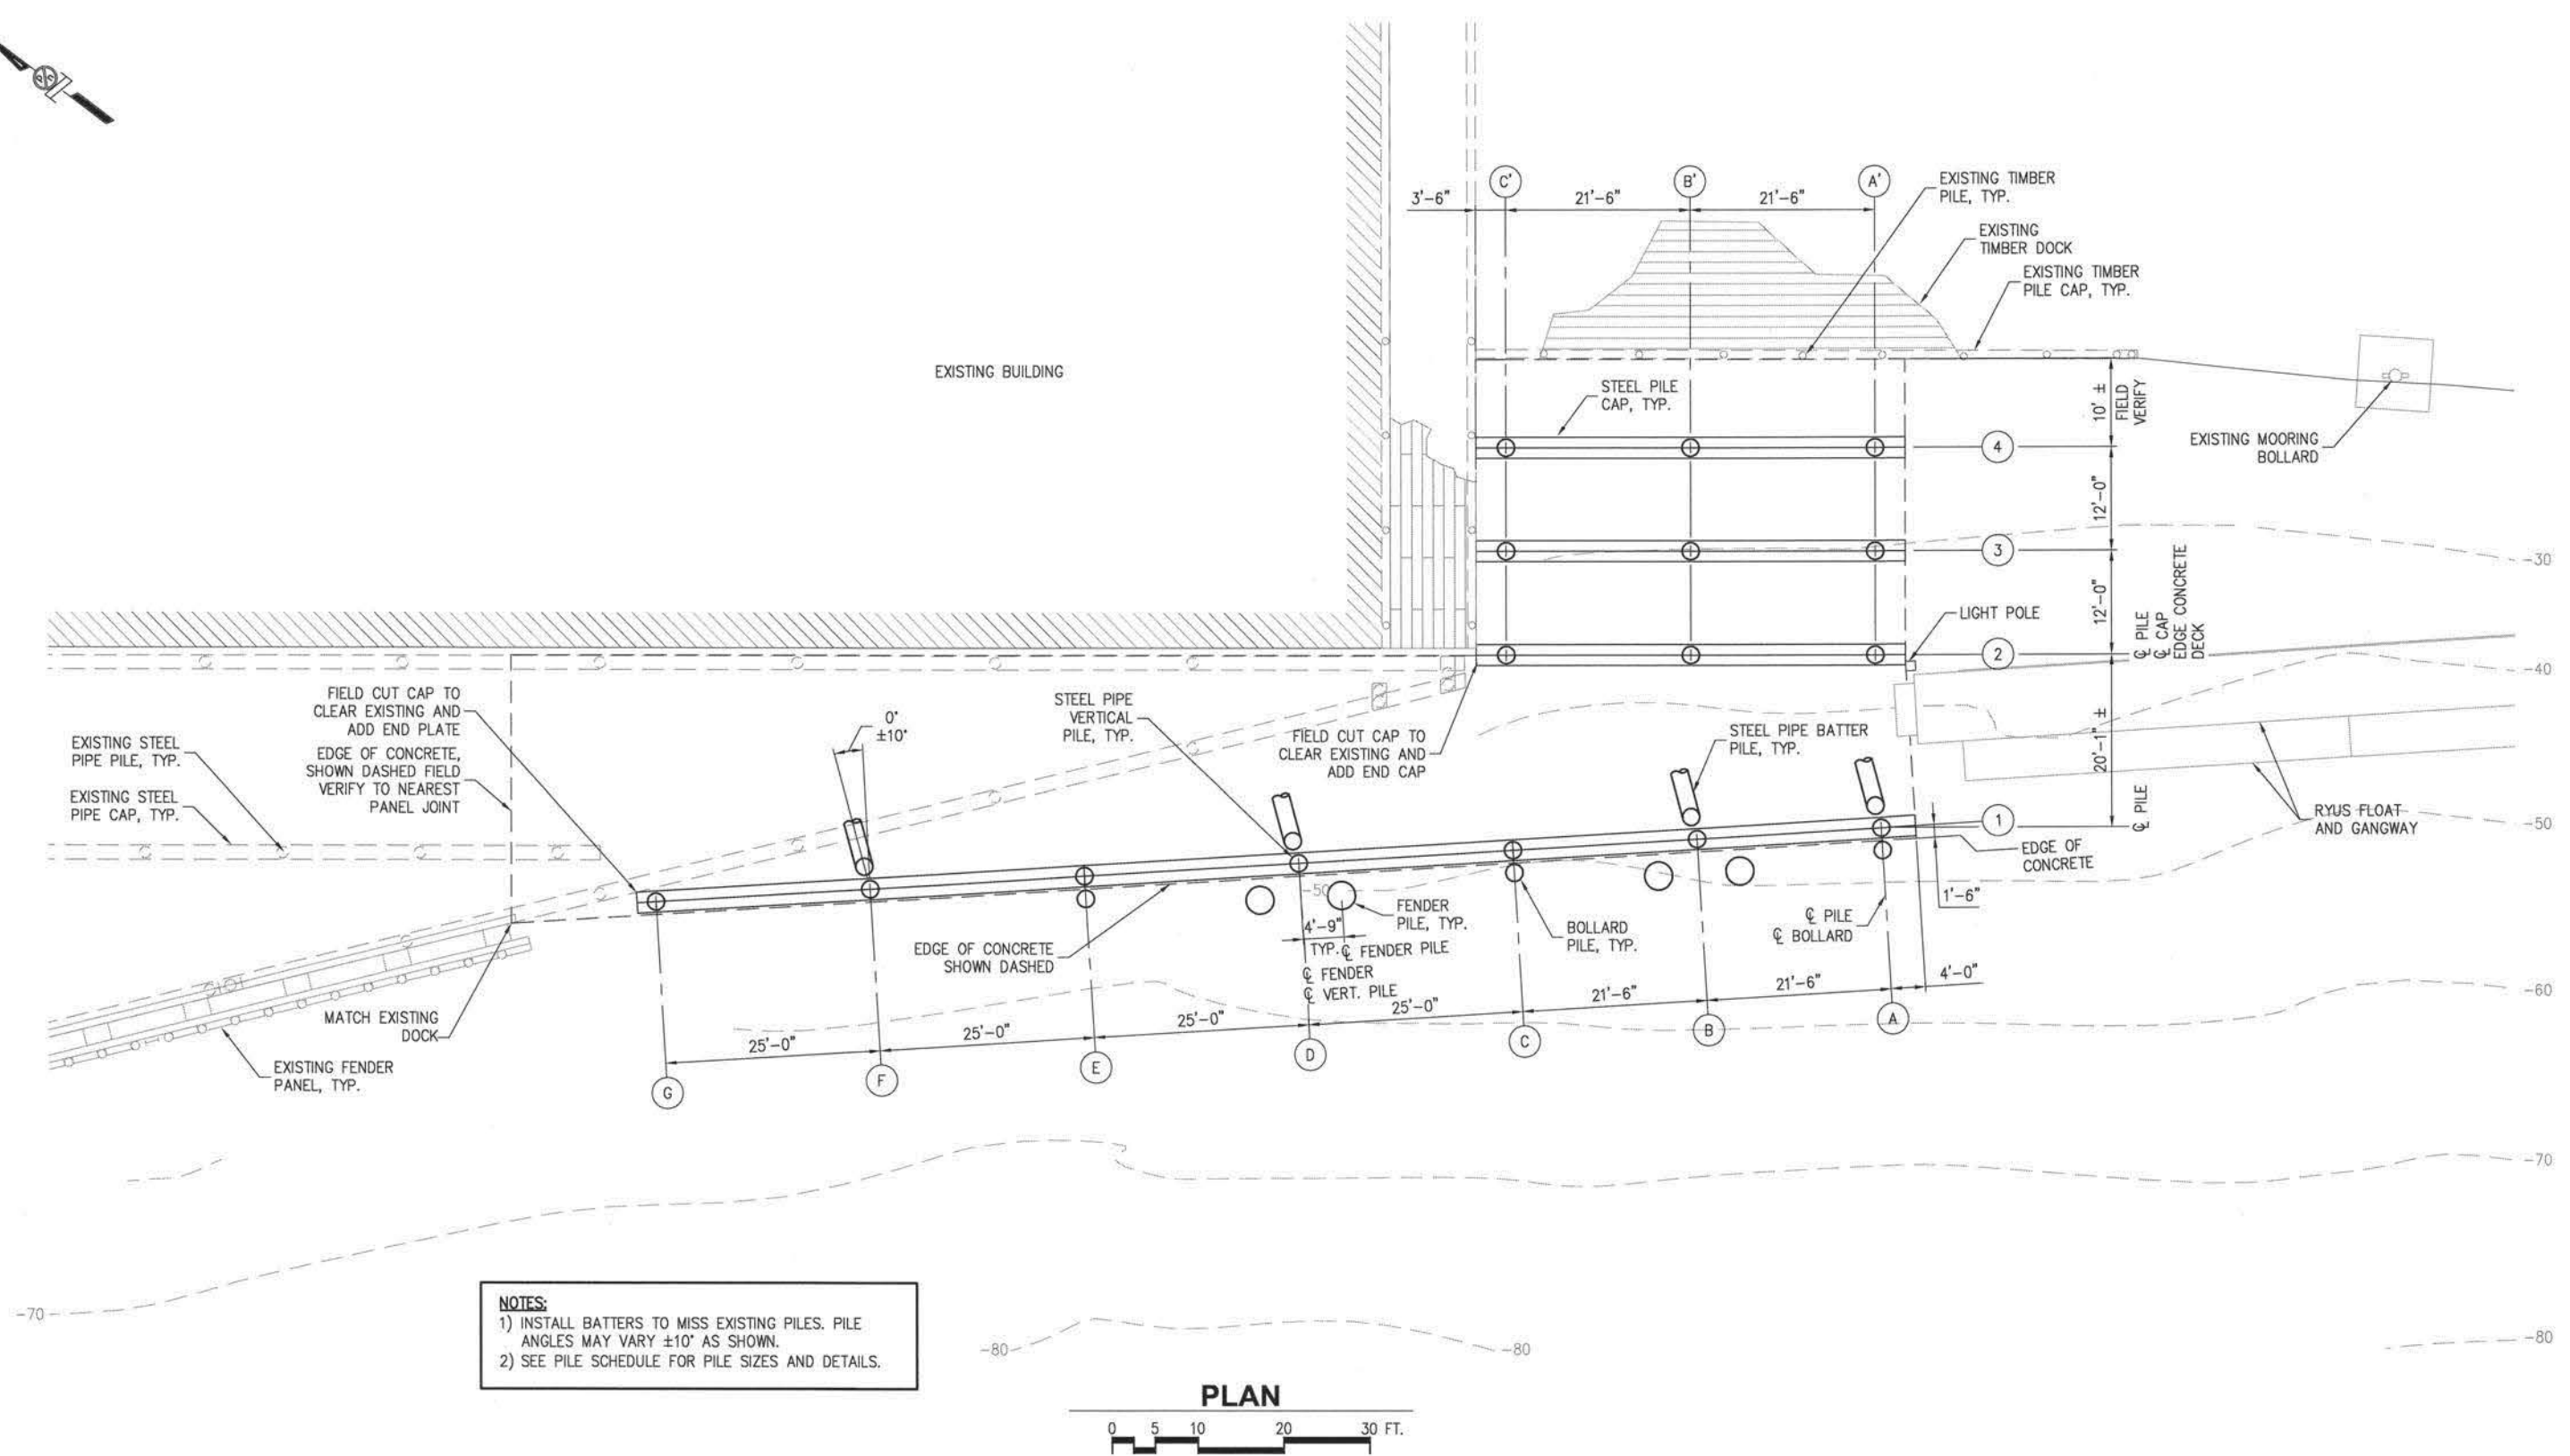 C'
B'
A'
3'-6"
21'-6"
21'-6"
EXISTING TIMBER
PILE, TYP.
EXISTING
TIMBER DOCK
EXISTING TIMBER
PILE CAP, TYP.
EXISTING BUILDING
STEEL PILE
CAP, TYP.
10' ±
FIELD
VERIFY
EXISTING MOORING
BOLLARD
4
12'-0"
3
-30
12'-0"
LIGHT POLE
2
℄ PILE
℄ CAP
EDGE CONCRETE
DECK
-40
FIELD CUT CAP TO
CLEAR EXISTING AND
ADD END PLATE
EXISTING STEEL
PIPE PILE, TYP.
EDGE OF CONCRETE,
SHOWN DASHED FIELD
VERIFY TO NEAREST
PANEL JOINT
EXISTING STEEL
PIPE CAP, TYP.
0°
±10°
STEEL PIPE
VERTICAL
PILE, TYP.
FIELD CUT CAP TO
CLEAR EXISTING AND
ADD END CAP
STEEL PIPE BATTER
PILE, TYP.
20'-1" ±
℄ PILE
1
RYUS FLOAT
AND GANGWAY
-50
EDGE OF
CONCRETE
1'-6"
-50
4'-9"
TYP.
℄ FENDER PILE
FENDER
PILE, TYP.
℄ FENDER
℄ VERT. PILE
BOLLARD
PILE, TYP.
℄ PILE
℄ BOLLARD
EDGE OF CONCRETE
SHOWN DASHED
4'-0"
21'-6"
21'-6"
25'-0"
25'-0"
25'-0"
25'-0"
-60
MATCH EXISTING
DOCK
EXISTING FENDER
PANEL, TYP.
G
F
E
D
C
B
A
-70
-70
NOTES:
1) INSTALL BATTERS TO MISS EXISTING PILES. PILE
ANGLES MAY VARY ±10° AS SHOWN.
2) SEE PILE SCHEDULE FOR PILE SIZES AND DETAILS.
-80
-80
-80
PLAN
0 5 10 20 30 FT.